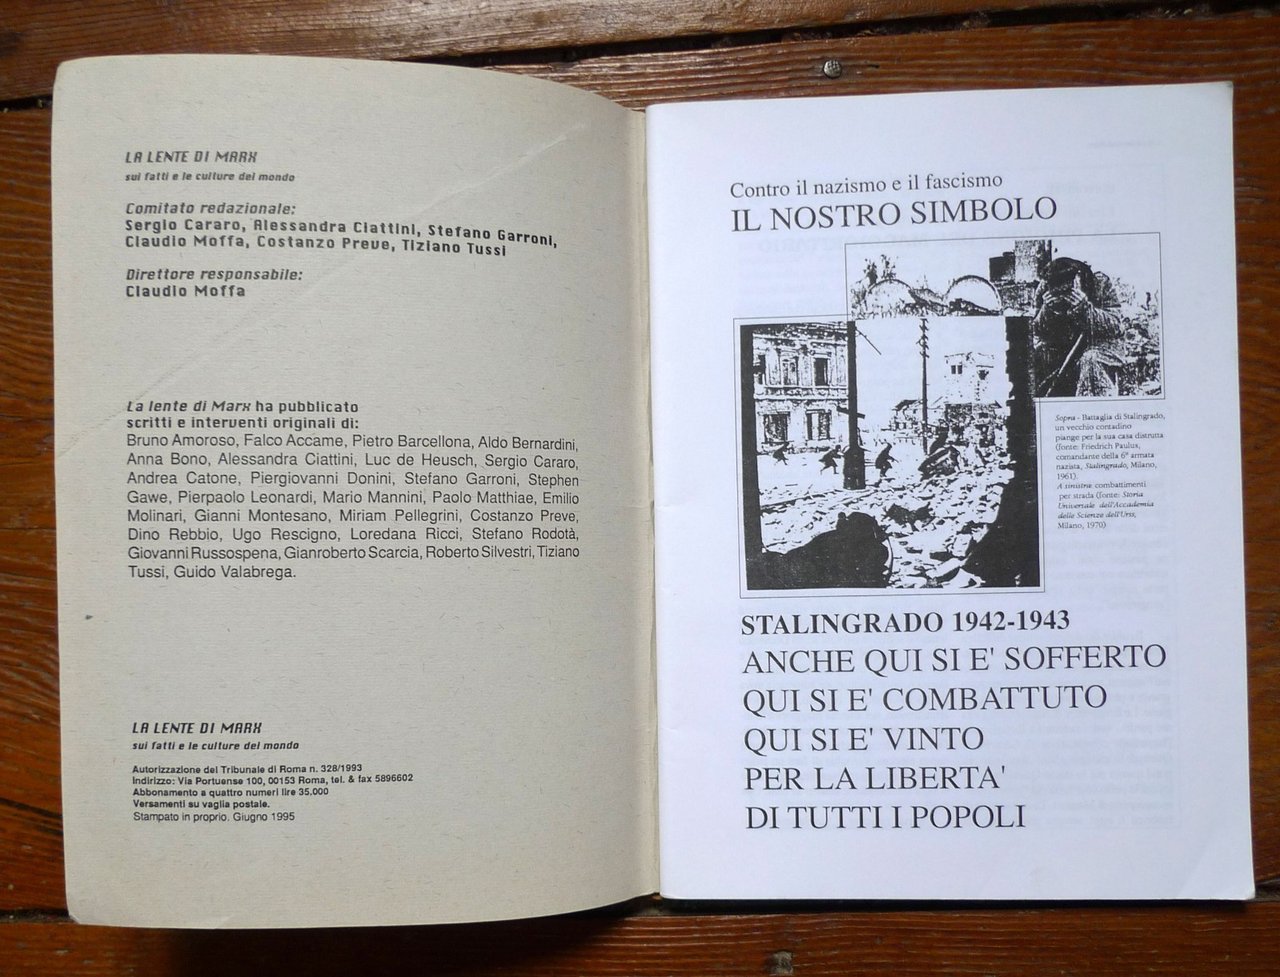 LA LENTE DI MARX
sui fatti e le culture del mondo
Comitato redazionale:
Sergio Cararo, Alessandra Ciattini, Stefano Garroni,
Claudio Moffa, Costanzo Preve, Tiziano Tussi
Direttore responsabile:
Claudio Moffa
La lente di Marx ha pubblicato
scritti e interventi originali di:
Bruno Amoroso, Falco Accame, Pietro Barcellona, Aldo Bernardini,
Anna Bono, Alessandra Ciattini, Luc de Heusch, Sergio Cararo,
Andrea Catone, Piergiovanni Donini, Stefano Garroni, Stephen
Gawe, Pierpaolo Leonardi, Mario Mannini, Paolo Matthiae, Emilio
Molinari, Gianni Montesano, Miriam Pellegrini, Costanzo Preve,
Dino Rebbio, Ugo Rescigno, Loredana Ricci, Stefano Rodotà,
Giovanni Russospena, Gianroberto Scarcia, Roberto Silvestri, Tiziano
Tussi, Guido Valabrega.
LA LENTE DI MARX
sui fatti e le culture del mondo
Autorizzazione del Tribunale di Roma n. 328/1993
Indirizzo: Via Portuense 100, 00153 Roma, tel. & fax 5896602
Abbonamento a quattro numeri lire 35.000
Versamenti su vaglia postale.
Stampato in proprio. Giugno 1995
Contro il nazismo e il fascismo
IL NOSTRO SIMBOLO
Sopra - Battaglia di Stalingrado,
un vecchio contadino
piange per la sua casa distrutta
(fonte: Friedrich Paulus,
comandante della 6ª armata
nazista, Stalingrado, Milano,
1961).
A sinistra: combattimenti
per strada (fonte: Storia
Universale dell'Accademia
delle Scienze dell'Urss,
Milano, 1970)
STALINGRADO 1942-1943
ANCHE QUI SI E' SOFFERTO
QUI SI E' COMBATTUTO
QUI SI E' VINTO
PER LA LIBERTA'
DI TUTTI I POPOLI